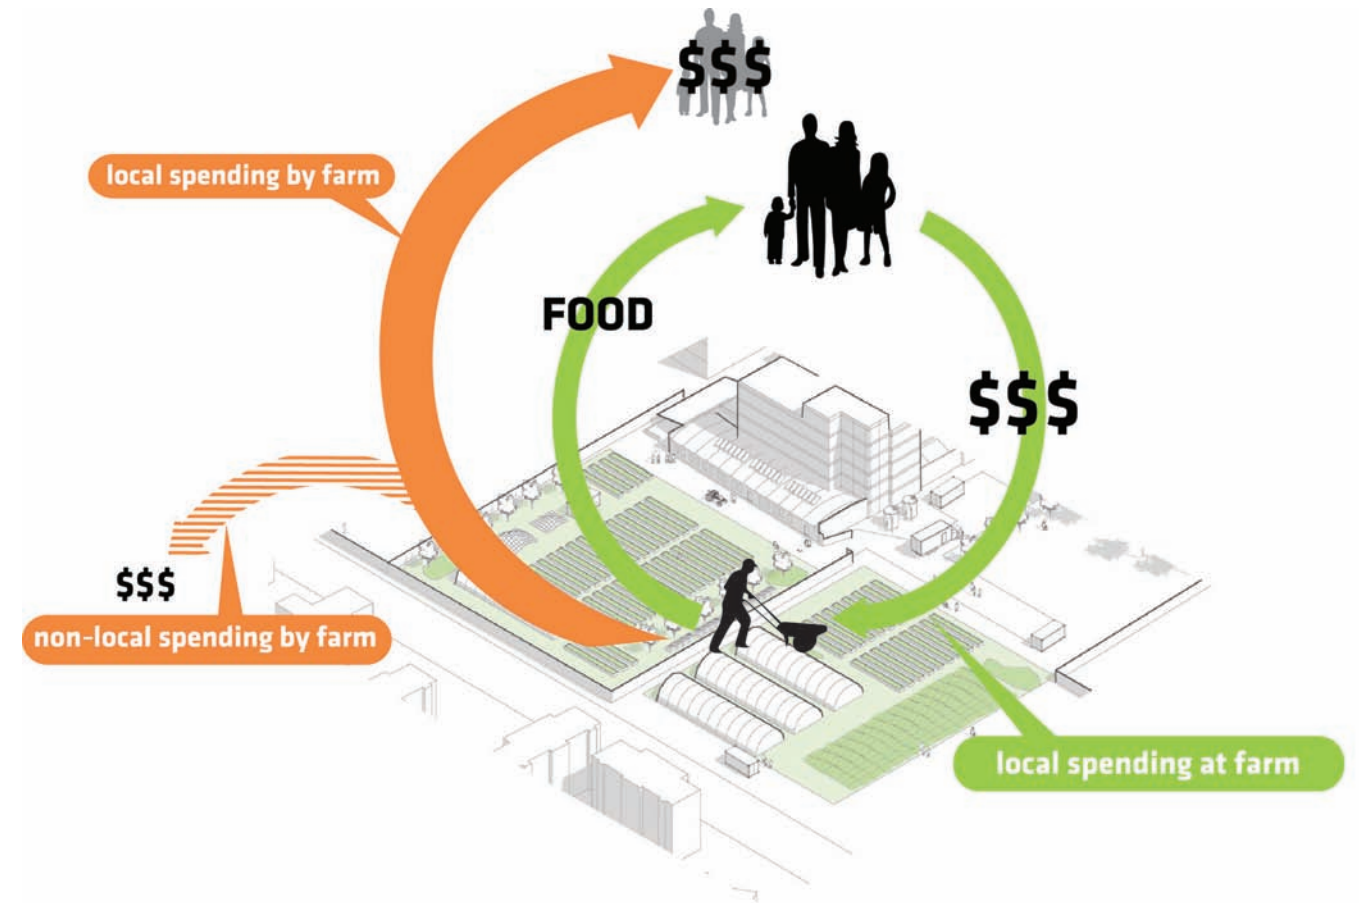 $$$
local spending by farm
FOOD
$$$
$$$
non-local spending by farm
local spending at farm